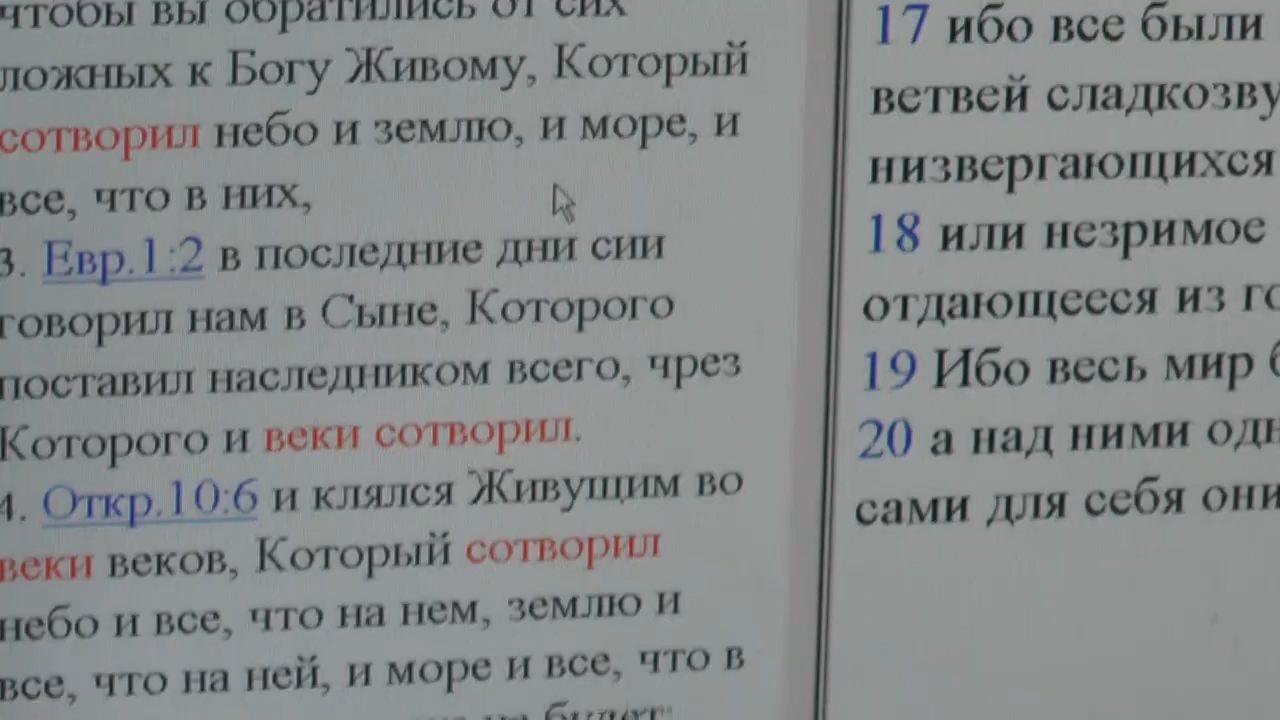 чтобы вы обратились от сих
ложных к Богу Живому, Который
сотворил небо и землю, и море, и
все, что в них,
3. Евр.1:2 в последние дни сии
говорил нам в Сыне, Которого
поставил наследником всего, чрез
Которого и веки сотворил.
4. Откр.10:6 и клялся Живущим во
веки веков, Который сотворил
небо и все, что на нем, землю и
все, что на ней, и море и все, что в
будет
17 ибо все были
ветвей сладкозву
низвергающихся
18 или незримое
отдающееся из го
19 Ибо весь мир б
20 а над ними одн
сами для себя они